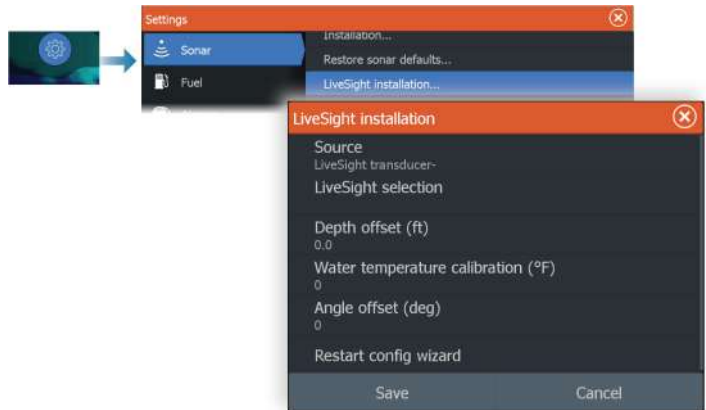 Settings
Sonar
Fuel
Installation...
Restore sonar defaults...
LiveSight installation...
LiveSight installation
Source
LiveSight transducer-
LiveSight selection
Depth offset (ft)
0.0
Water temperature calibration (°F)
0
Angle offset (deg)
0
Restart config wizard
Save Cancel